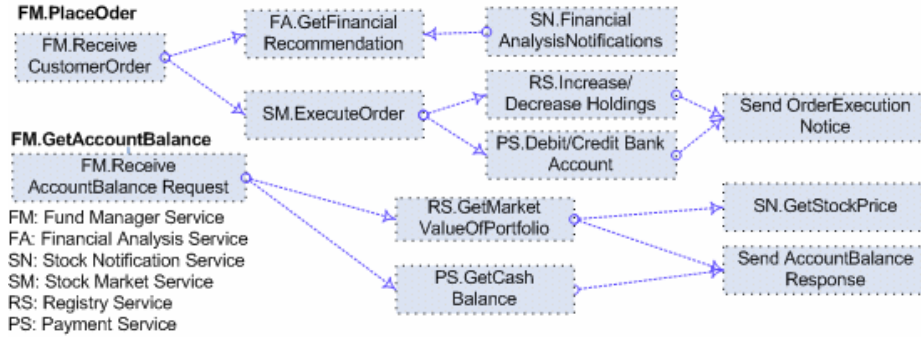 FM.PlaceOder
FM.Receive
CustomerOrder
FA.GetFinancial
Recommendation
SN.Financial
AnalysisNotifications
SM.ExecuteOrder
RS.Increase/
Decrease Holdings
PS.Debit/Credit Bank
Account
Send OrderExecution
Notice
FM.GetAccountBalance
FM.Receive
AccountBalance Request
RS.GetMarket
ValueOfPortfolio
PS.GetCash
Balance
SN.GetStockPrice
Send AccountBalance
Response
FM: Fund Manager Service
FA: Financial Analysis Service
SN: Stock Notification Service
SM: Stock Market Service
RS: Registry Service
PS: Payment Service